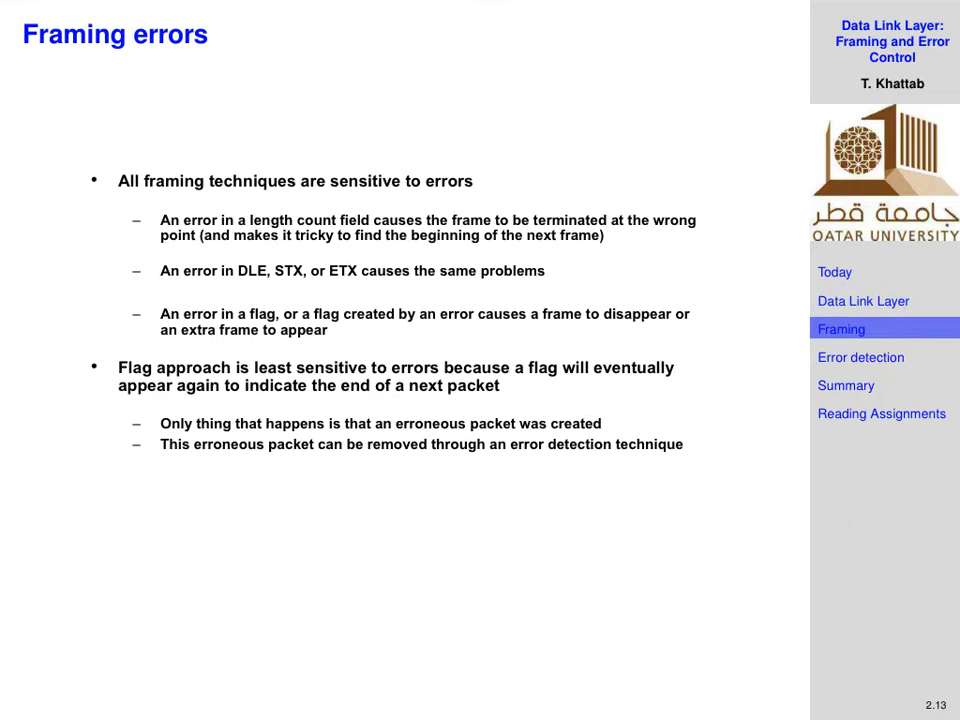 Framing errors
• All framing techniques are sensitive to errors
– An error in a length count field causes the frame to be terminated at the wrong
point (and makes it tricky to find the beginning of the next frame)
– An error in DLE, STX, or ETX causes the same problems
– An error in a flag, or a flag created by an error causes a frame to disappear or
an extra frame to appear
• Flag approach is least sensitive to errors because a flag will eventually
appear again to indicate the end of a next packet
– Only thing that happens is that an erroneous packet was created
– This erroneous packet can be removed through an error detection technique
Data Link Layer:
Framing and Error
Control
T. Khattab
جامعة قطر
QATAR UNIVERSITY
Today
Data Link Layer
Framing
Error detection
Summary
Reading Assignments
2.13